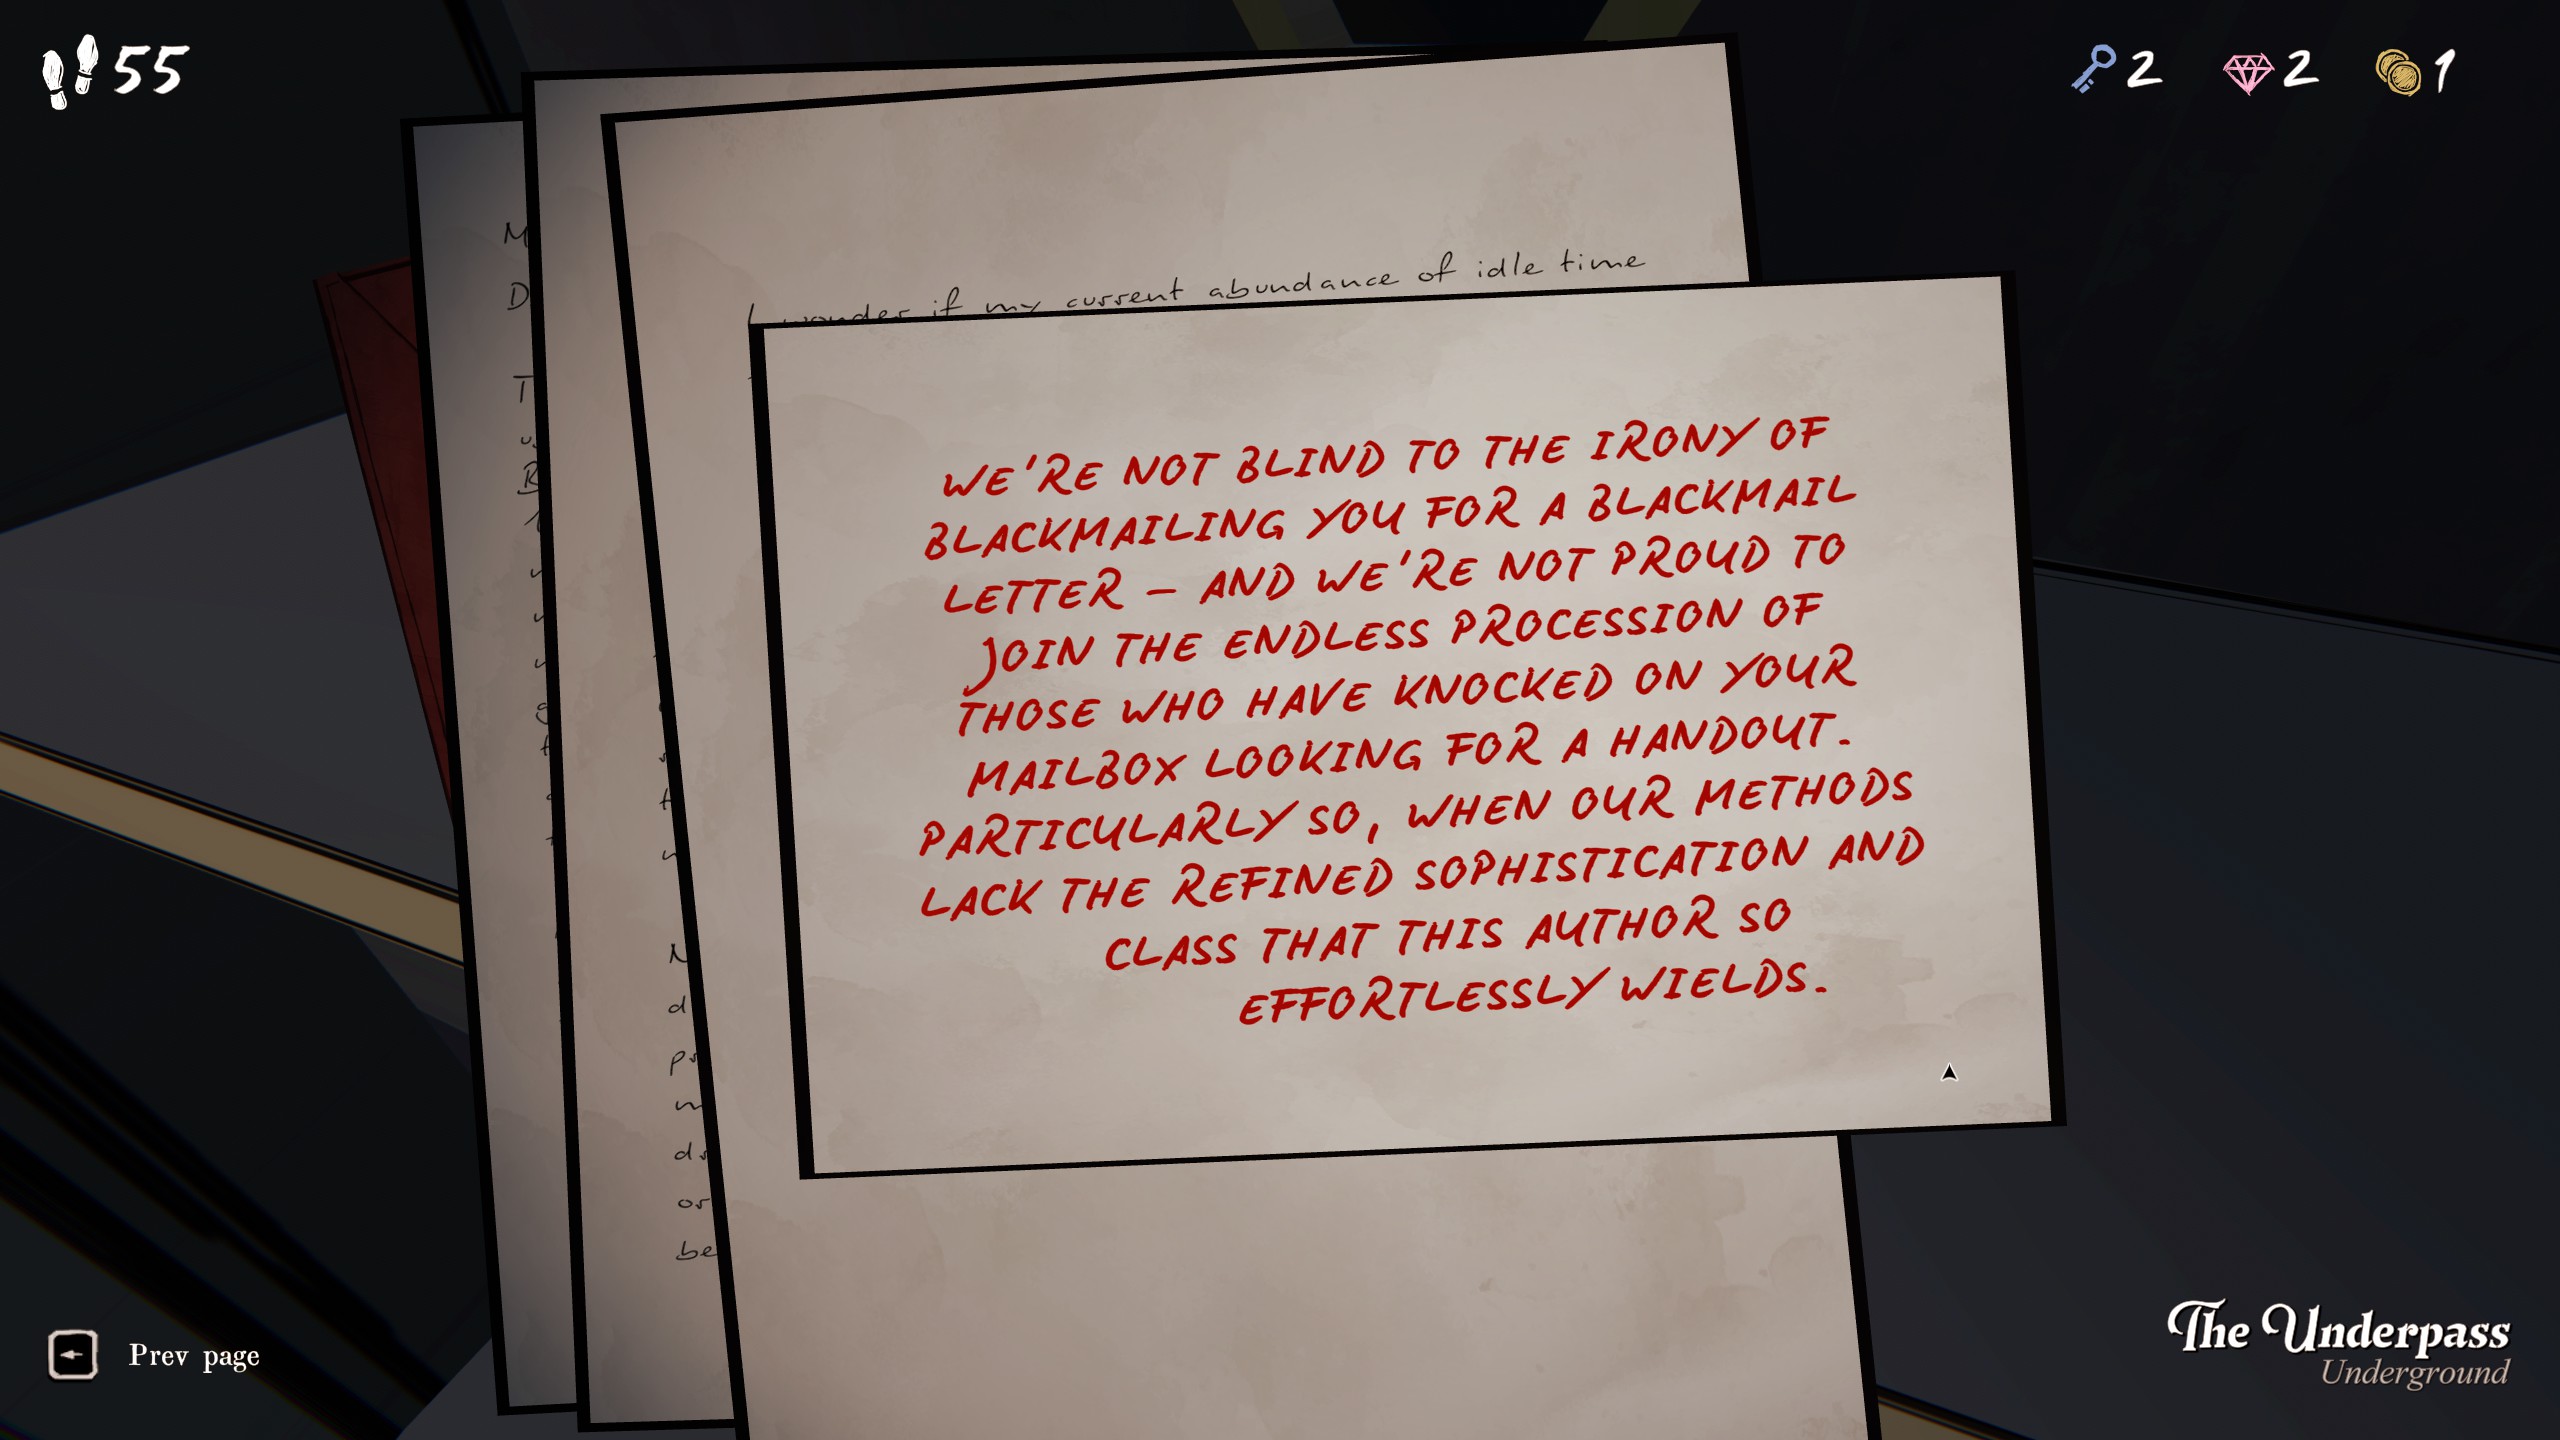 55
2 2 1
I wonder if my current abundance of idle time
WE'RE NOT BLIND TO THE IRONY OF
BLACKMAILING YOU FOR A BLACKMAIL
LETTER – AND WE'RE NOT PROUD TO
JOIN THE ENDLESS PROCESSION OF
THOSE WHO HAVE KNOCKED ON YOUR
MAILBOX LOOKING FOR A HANDOUT.
PARTICULARLY SO, WHEN OUR METHODS
LACK THE REFINED SOPHISTICATION AND
CLASS THAT THIS AUTHOR SO
EFFORTLESSLY WIELDS.
Prev page
The Underpass
Underground